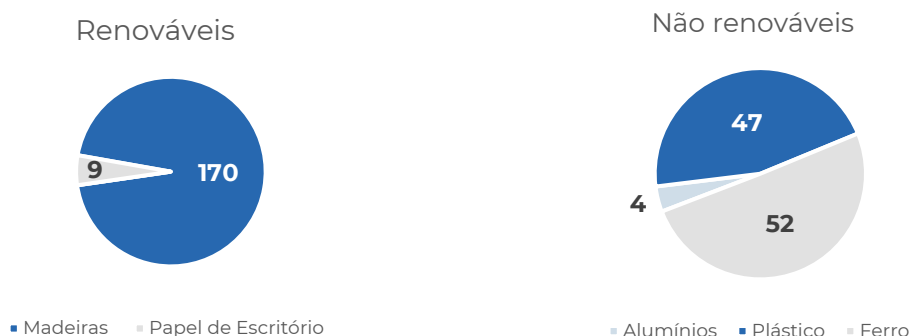 Renováveis
9
170
Madeiras
Papel de Escritório
Não renováveis
47
4
52
Alumínios
Plástico
Ferro